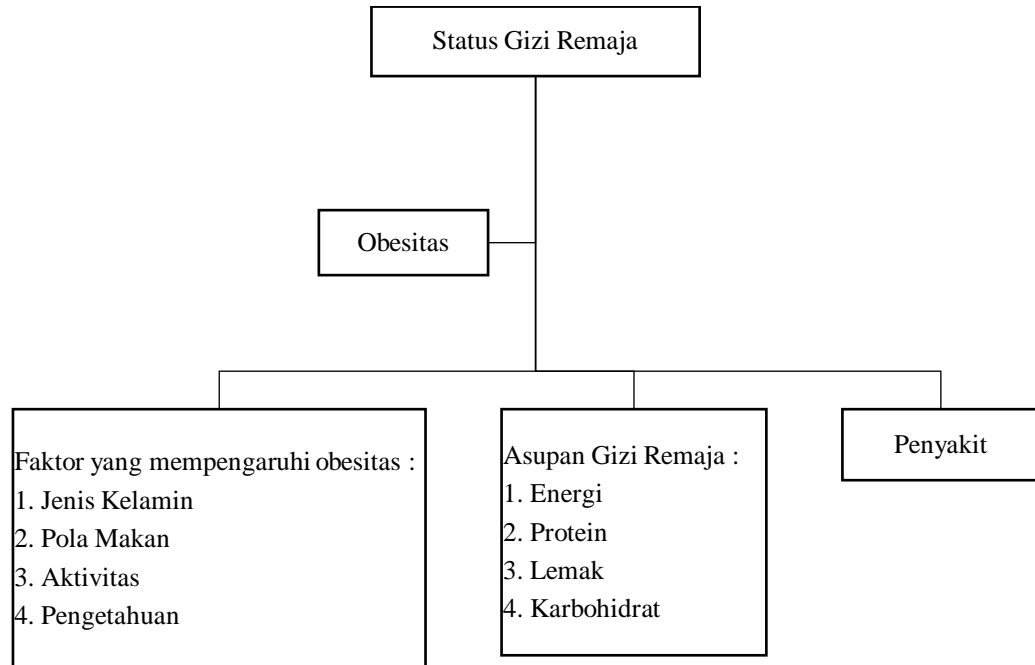 Status Gizi Remaja
Obesitas
Faktor yang mempengaruhi obesitas :
1. Jenis Kelamin
2. Pola Makan
3. Aktivitas
4. Pengetahuan
Asupan Gizi Remaja :
1. Energi
2. Protein
3. Lemak
4. Karbohidrat
Penyakit